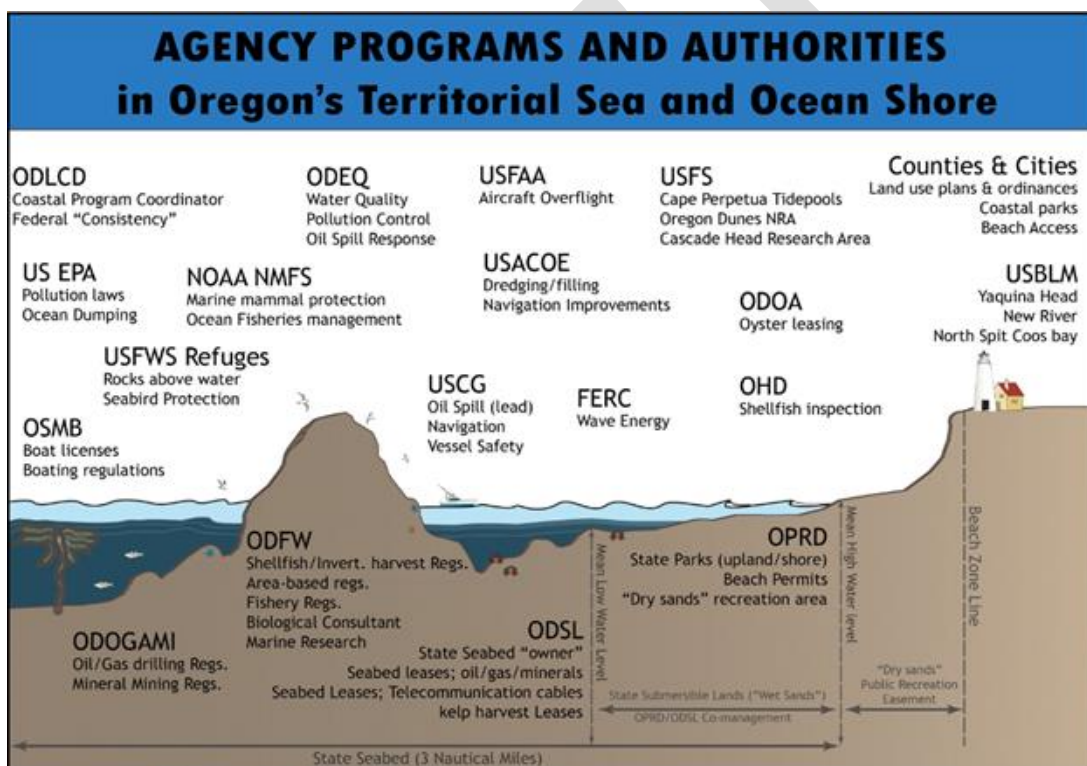 AGENCY PROGRAMS AND AUTHORITIES
in Oregon's Territorial Sea and Ocean Shore
ODLCD
Coastal Program Coordinator
Federal "Consistency"
ODEQ
Water Quality
Pollution Control
Oil Spill Response
USFAA
Aircraft Overflight
USFS
Cape Perpetua Tidepools
Oregon Dunes NRA
Cascade Head Research Area
Counties & Cities
Land use plans & ordinances
Coastal parks
Beach Access
US EPA
Pollution laws
Ocean Dumping
NOAA NMFS
Marine mammal protection
Ocean Fisheries management
USACOE
Dredging/filling
Navigation Improvements
ODOA
Oyster leasing
USBLM
Yaquina Head
New River
North Spit Coos bay
USFWS Refuges
Rocks above water
Seabird Protection
USCG
Oil Spill (lead)
Navigation
Vessel Safety
FERC
Wave Energy
OHD
Shellfish inspection
OSMB
Boat licenses
Boating regulations
ODFW
Shellfish/Invert. harvest Regs.
Area-based regs.
Fishery Regs.
Biological Consultant
Marine Research
OPRD
State Parks (upland/shore)
Beach Permits
"Dry sands" recreation area
ODOGAMI
Oil/Gas drilling Regs.
Mineral Mining Regs.
ODSL
State Seabed "owner"
Seabed leases; oil/gas/minerals
Seabed Leases; Telecommunication cables
kelp harvest Leases
Mean Low Water Level
Mean High Water level
Beach Zone Line
State Submersible Lands ("Wet Sands")
OPRD/ODSL Co-management
"Dry sands"
Public Recreation
Easement
State Seabed (3 Nautical Miles)